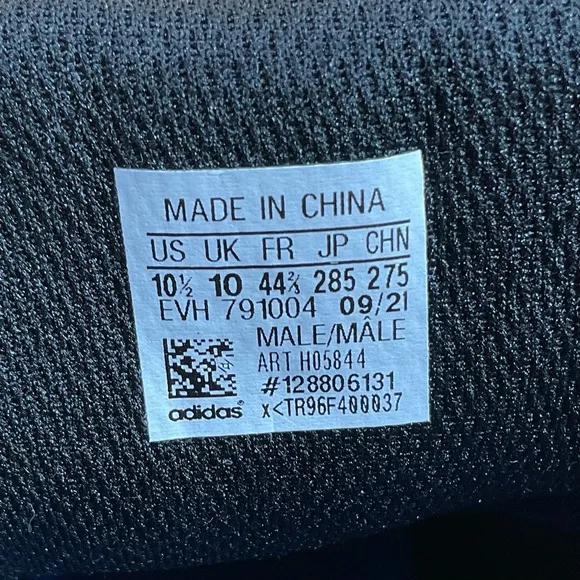 MADE IN CHINA
US UK FR JP CHN
10½ 10 44⅔ 285 275
EVH 791004 09/21
MALE/MÂLE
ART H05844
#128806131
adidas x<TR96F400037